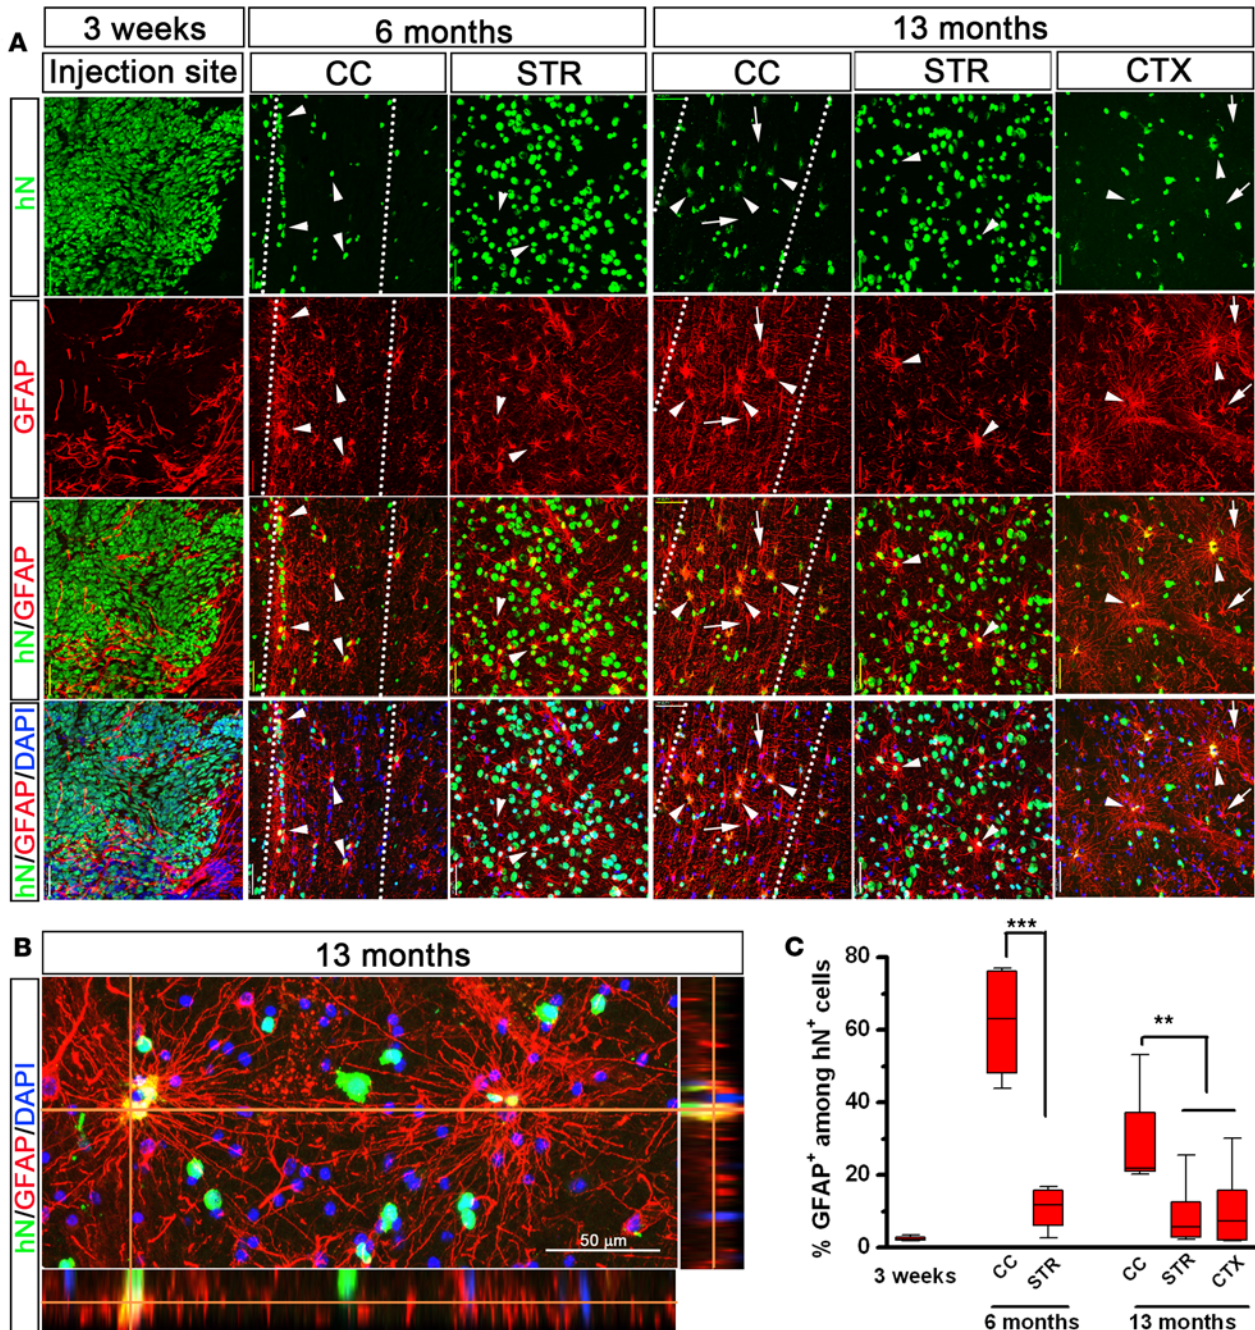 A
3 weeks
6 months
13 months
Injection site
CC
STR
CC
STR
CTX
hN
GFAP
hN/GFAP
hN/GFAP/DAPI
B
13 months
hN/GFAP/DAPI
50 µm
C
% GFAP⁺ among hN⁺ cells
80
60
40
20
0
***
**
3 weeks
CC
STR
CC
STR
CTX
6 months
13 months